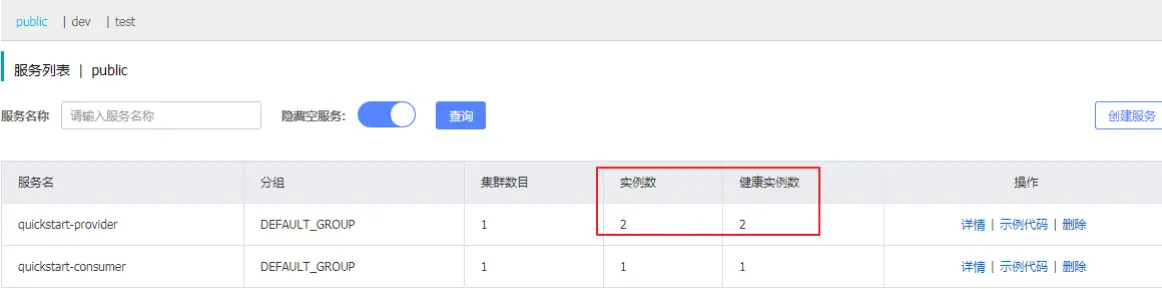 public | dev | test
服务列表 | public
服务名称 请输入服务名称 隐藏空服务: 查询 创建服务
服务名 分组 集群数目 实例数 健康实例数 操作
quickstart-provider DEFAULT_GROUP 1 2 2 详情 | 示例代码 | 删除
quickstart-consumer DEFAULT_GROUP 1 1 1 详情 | 示例代码 | 删除